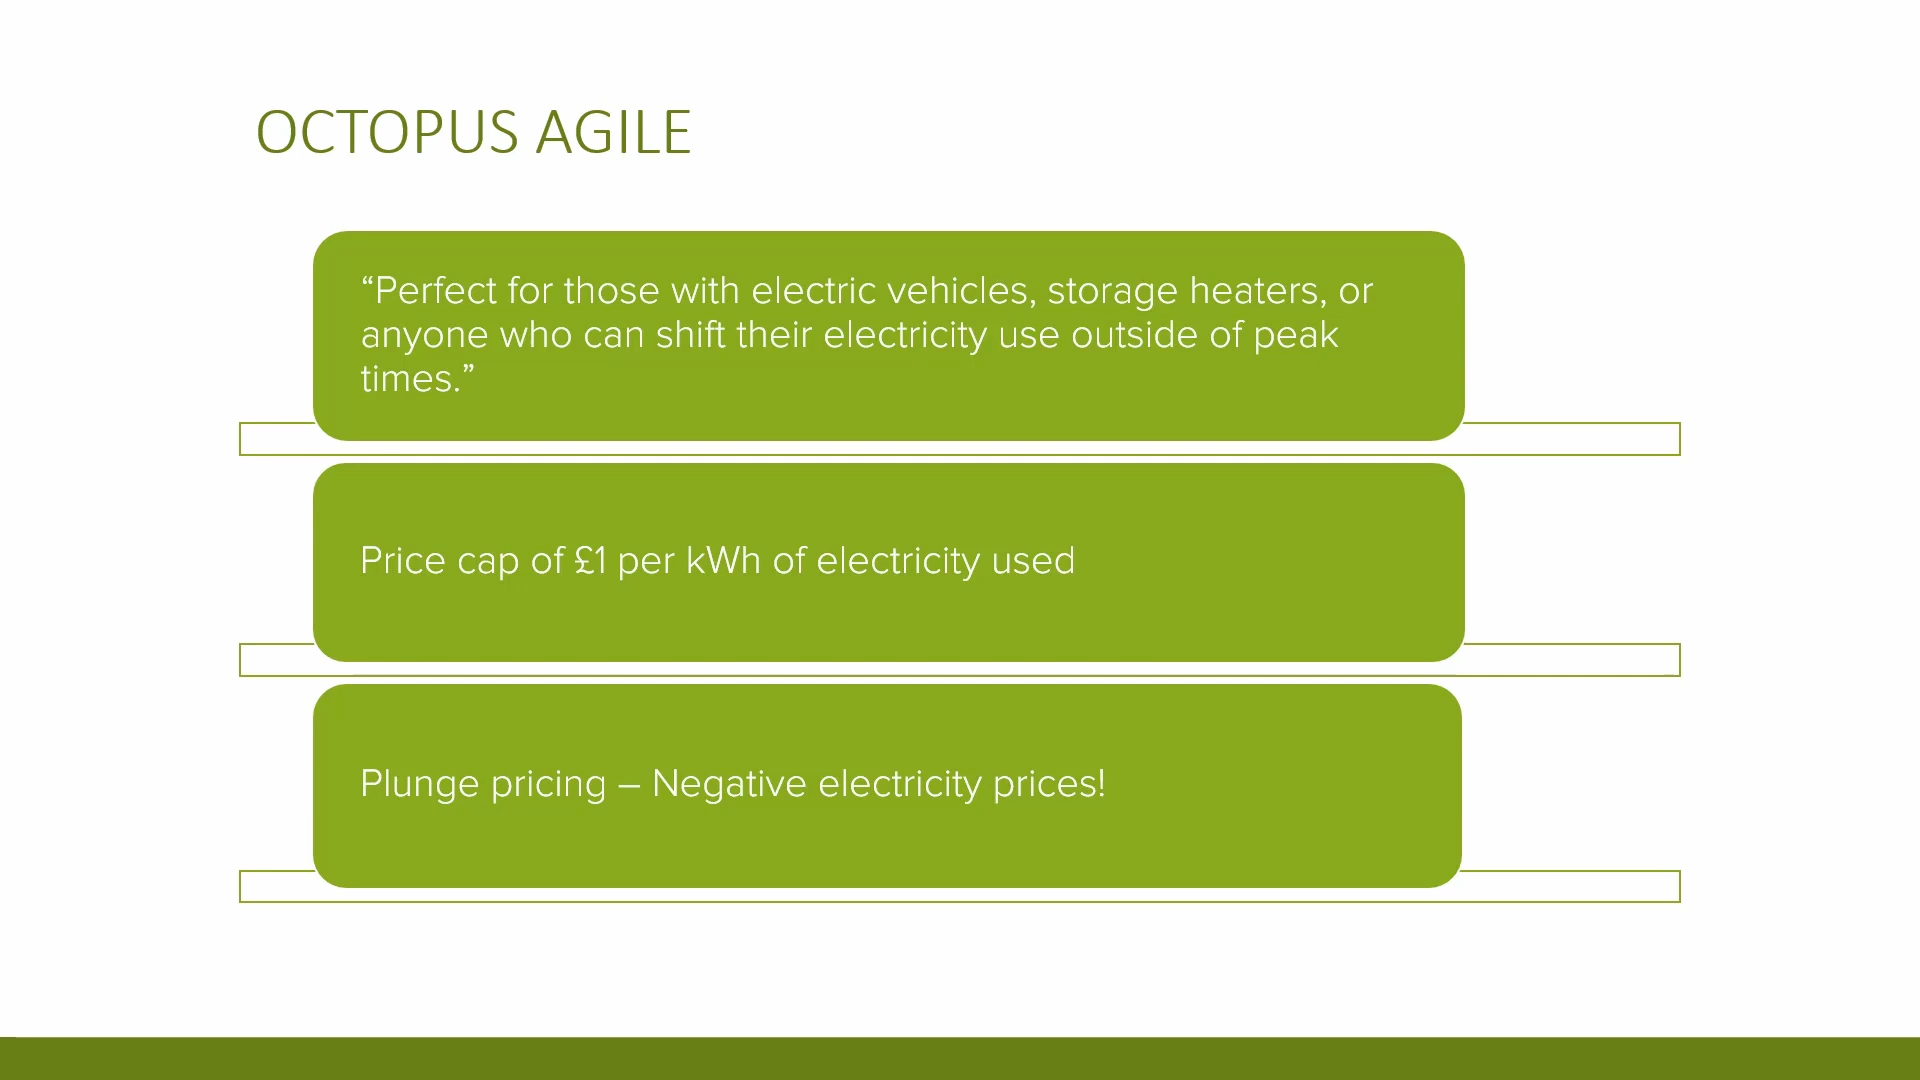 OCTOPUS AGILE
“Perfect for those with electric vehicles, storage heaters, or
anyone who can shift their electricity use outside of peak
times.”
Price cap of £1 per kWh of electricity used
Plunge pricing – Negative electricity prices!